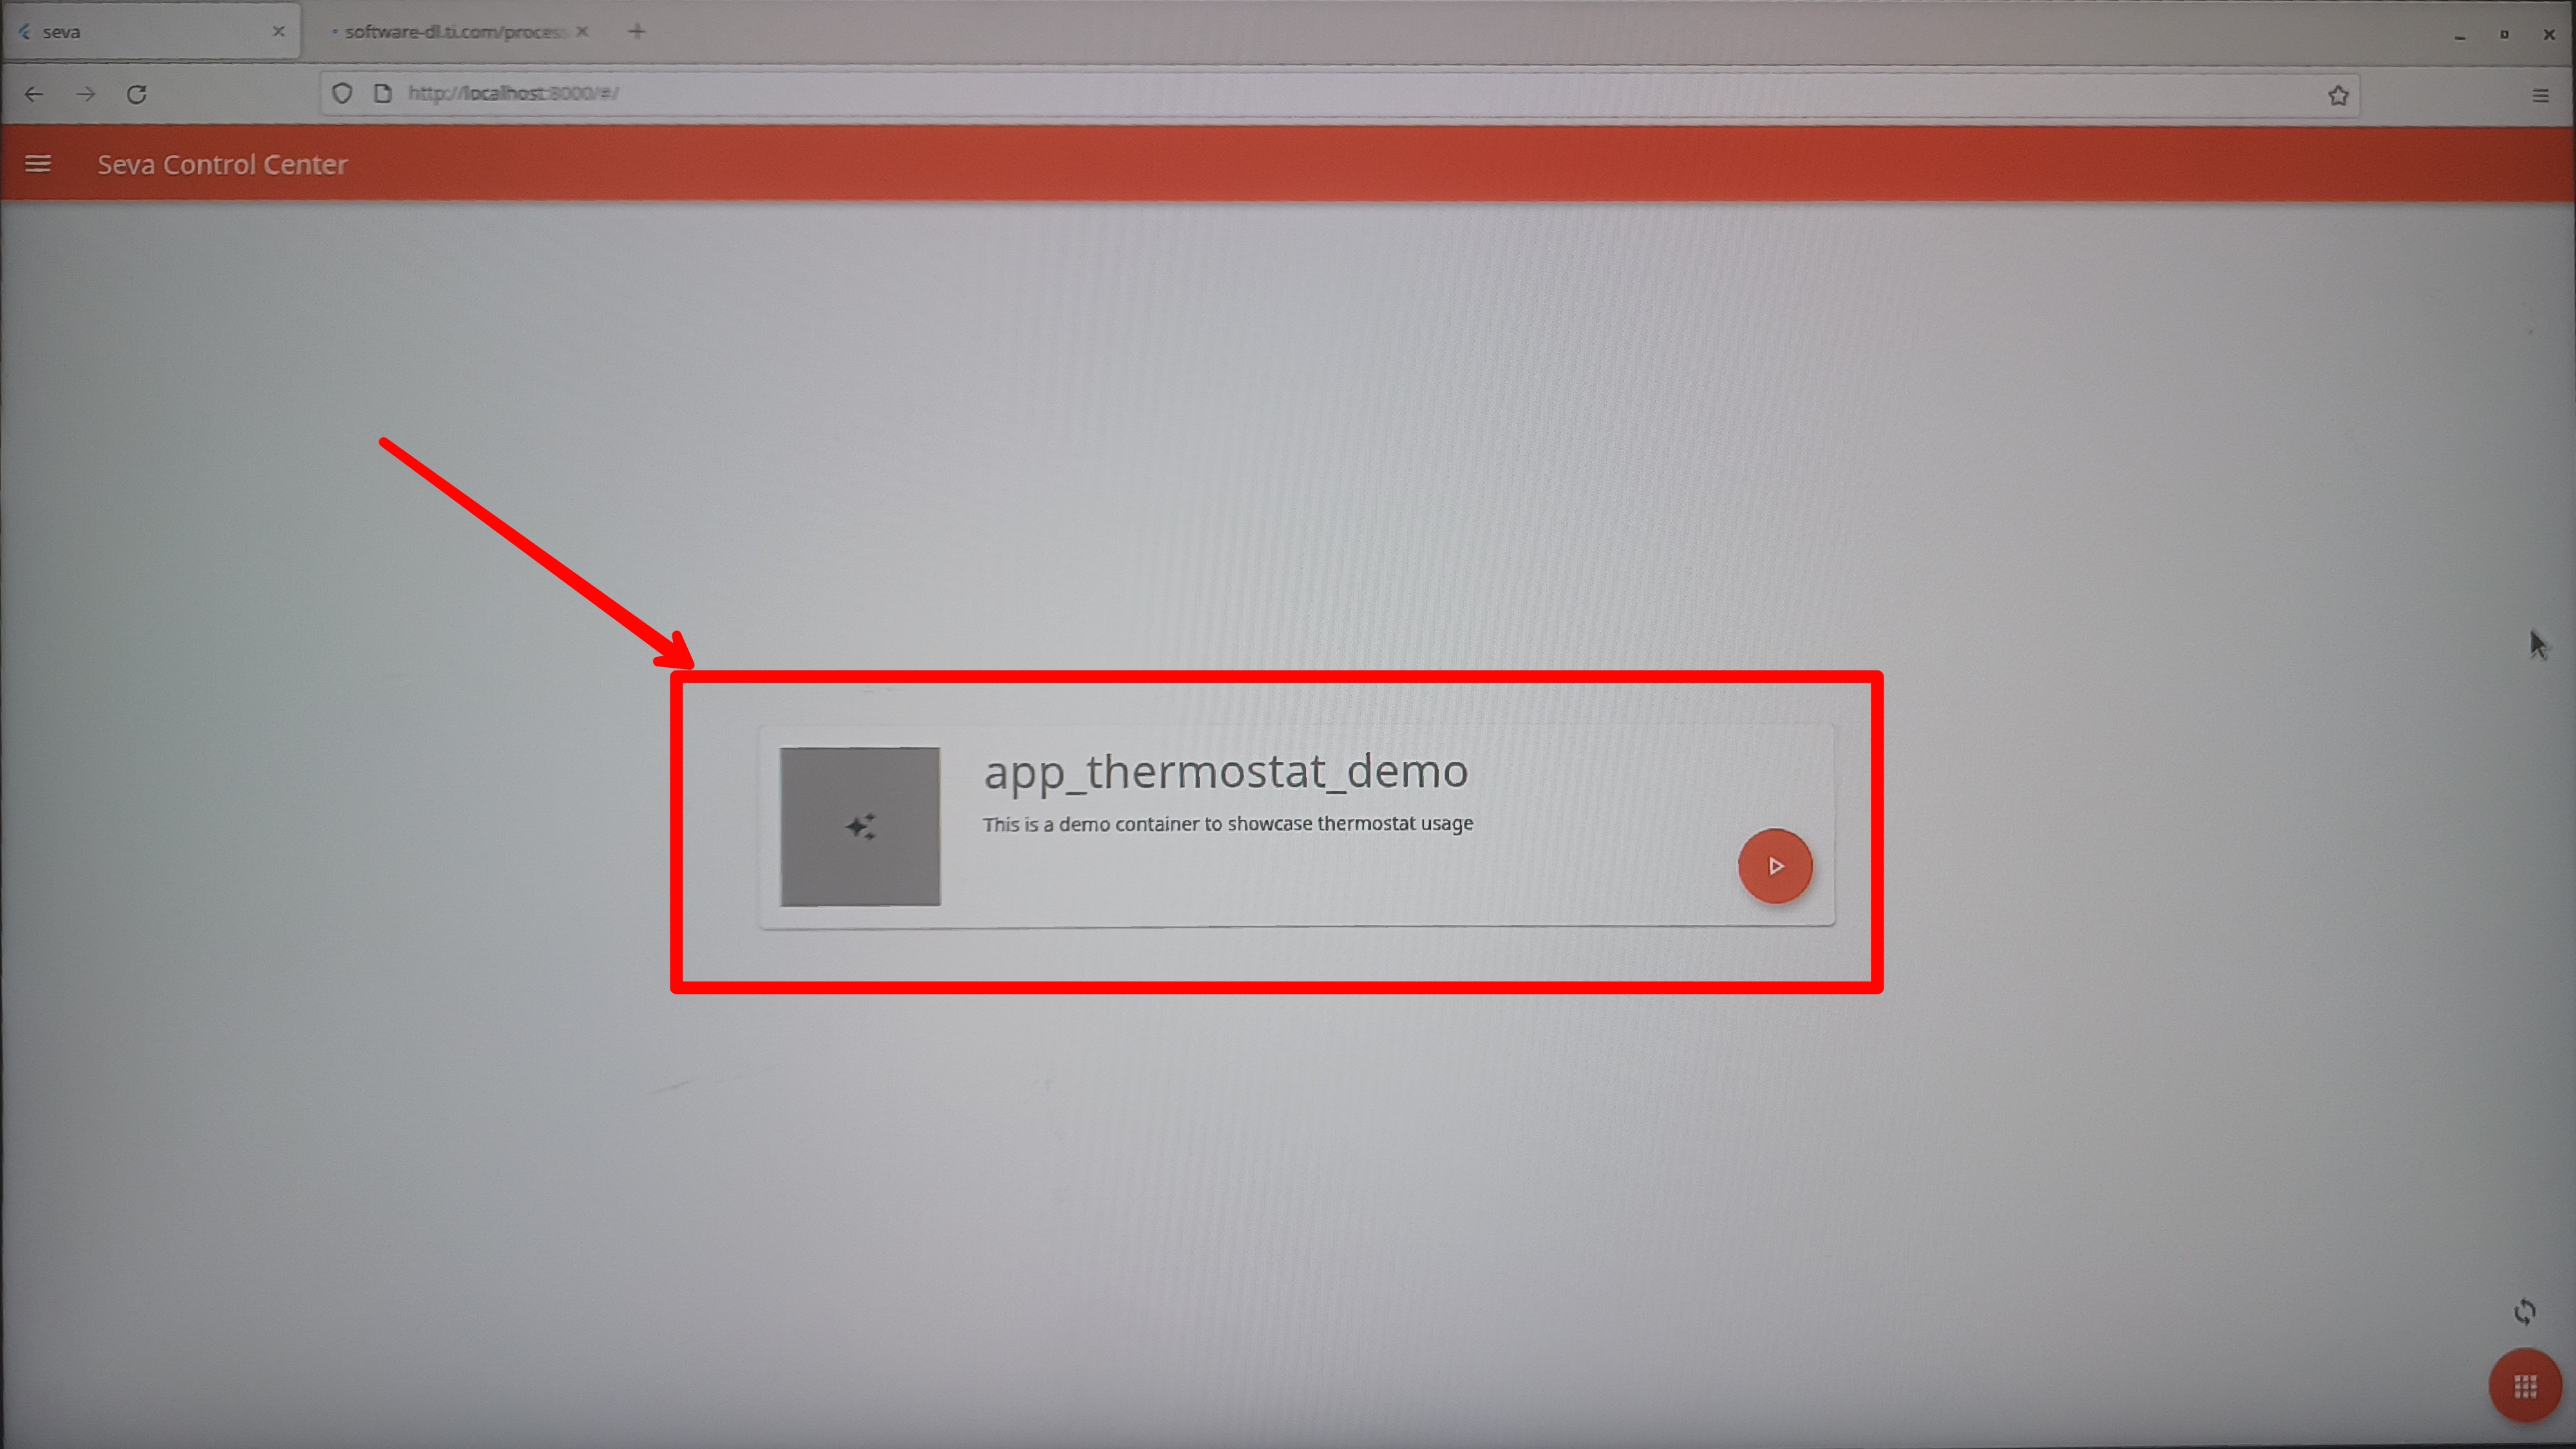 seva
software-dl.ti.com/process
http://localhost:8000/#/
Seva Control Center
app_thermostat_demo
This is a demo container to showcase thermostat usage